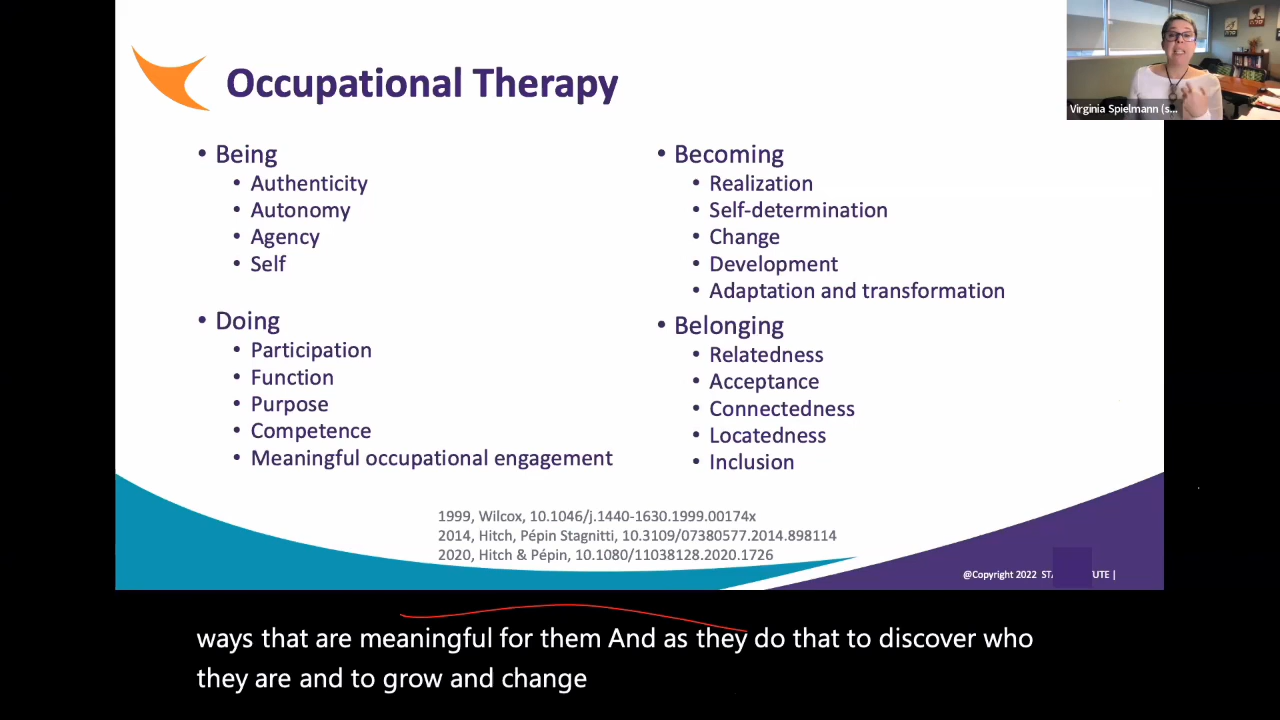 Occupational Therapy
• Being
• Authenticity
• Autonomy
• Agency
• Self
• Doing
• Participation
• Function
• Purpose
• Competence
• Meaningful occupational engagement
• Becoming
• Realization
• Self-determination
• Change
• Development
• Adaptation and transformation
• Belonging
• Relatedness
• Acceptance
• Connectedness
• Locatedness
• Inclusion
1999, Wilcox, 10.1046/j.1440-1630.1999.00174x
2014, Hitch, Pépin Stagnitti, 10.3109/07380577.2014.898114
2020, Hitch & Pépin, 10.1080/11038128.2020.1726
@Copyright 2022 |
Virginia Spielmann (s...
ways that are meaningful for them And as they do that to discover who
they are and to grow and change